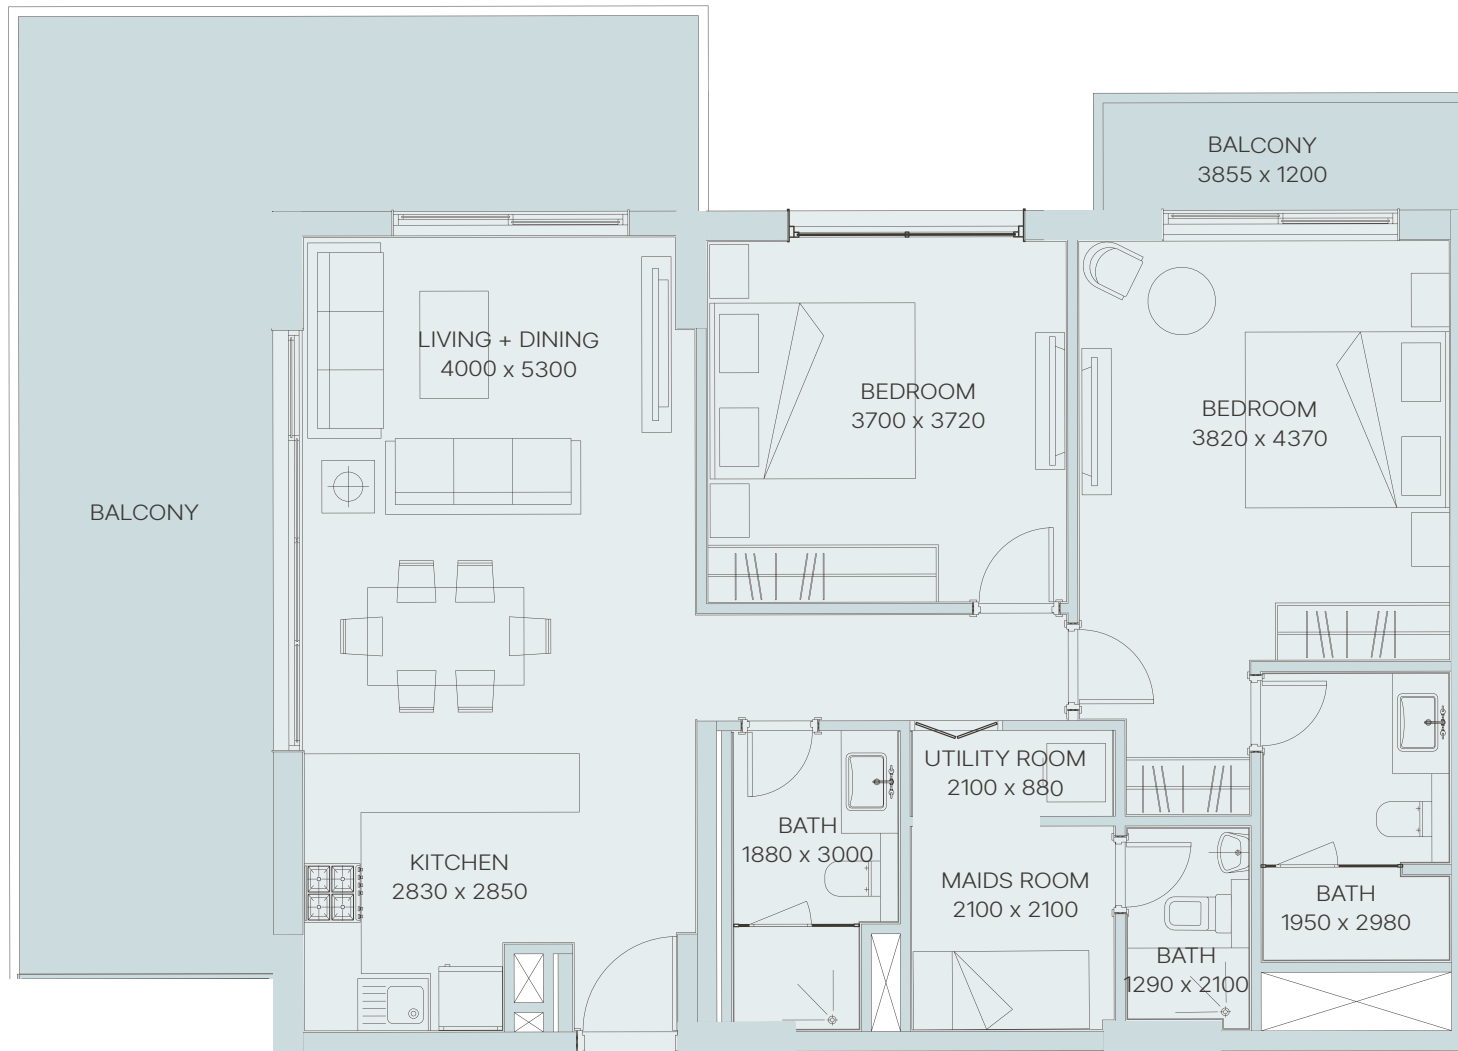 BALCONY
3855 x 1200
LIVING + DINING
4000 x 5300
BEDROOM
3700 x 3720
BEDROOM
3820 x 4370
BALCONY
UTILITY ROOM
2100 x 880
BATH
1880 x 3000
KITCHEN
2830 x 2850
MAIDS ROOM
2100 x 2100
BATH
1950 x 2980
BATH
1290 x 2100